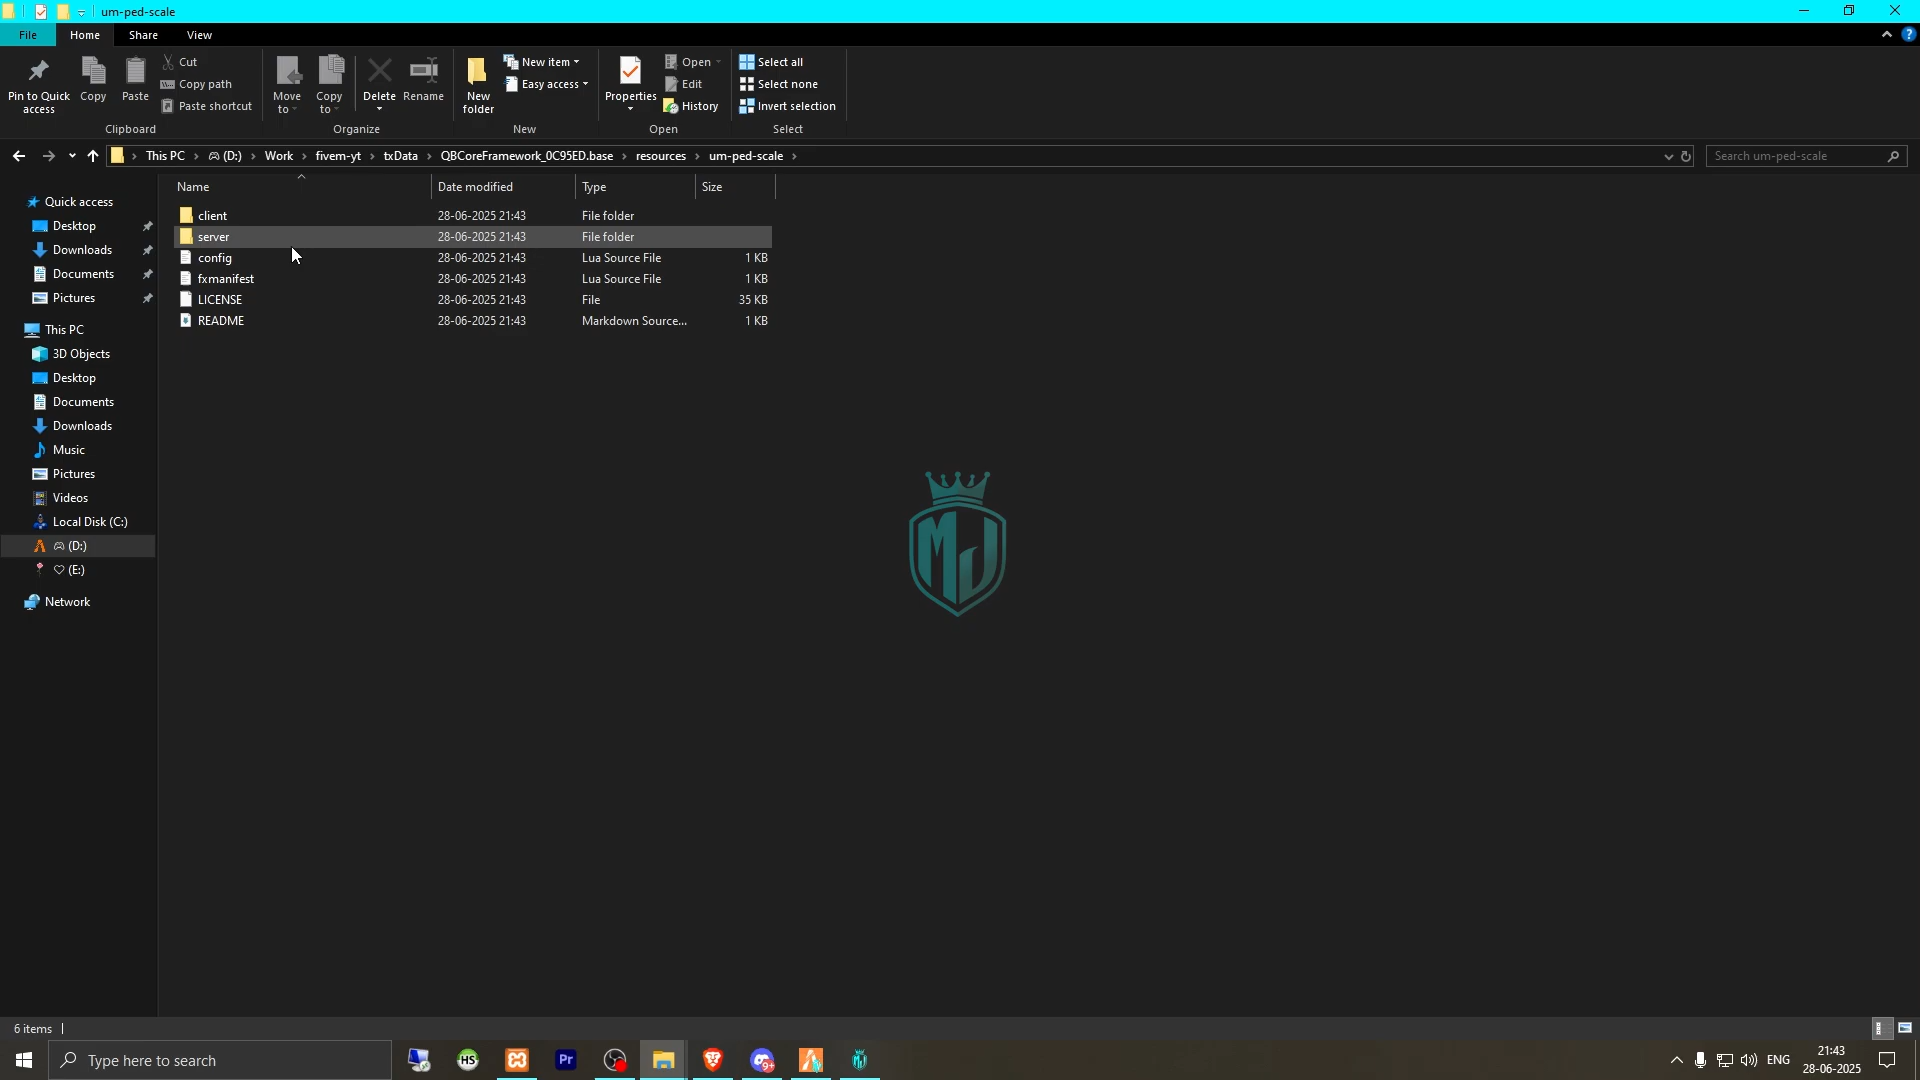 um-ped-scale
File
Home
Share
View
Pin to Quick access
Copy
Paste
Cut
Copy path
Paste shortcut
Clipboard
Move to
Copy to
Delete
Rename
Organize
New folder
New item
Easy access
New
Properties
Open
Edit
History
Open
Select all
Select none
Invert selection
Select
This PC > (D:) > Work > fivem-yt > txData > QBCoreFramework_0C95ED.base > resources > um-ped-scale >
Search um-ped-scale
Name Date modified Type Size
client 28-06-2025 21:43 File folder
server 28-06-2025 21:43 File folder
config 28-06-2025 21:43 Lua Source File 1 KB
fxmanifest 28-06-2025 21:43 Lua Source File 1 KB
LICENSE 28-06-2025 21:43 File 35 KB
README 28-06-2025 21:43 Markdown Source... 1 KB
Quick access
Desktop
Downloads
Documents
Pictures
This PC
3D Objects
Desktop
Documents
Downloads
Music
Pictures
Videos
Local Disk (C:)
(D:)
(E:)
Network
MJ
6 items
Type here to search
HS
Pr
9+
ENG
21:43
28-06-2025